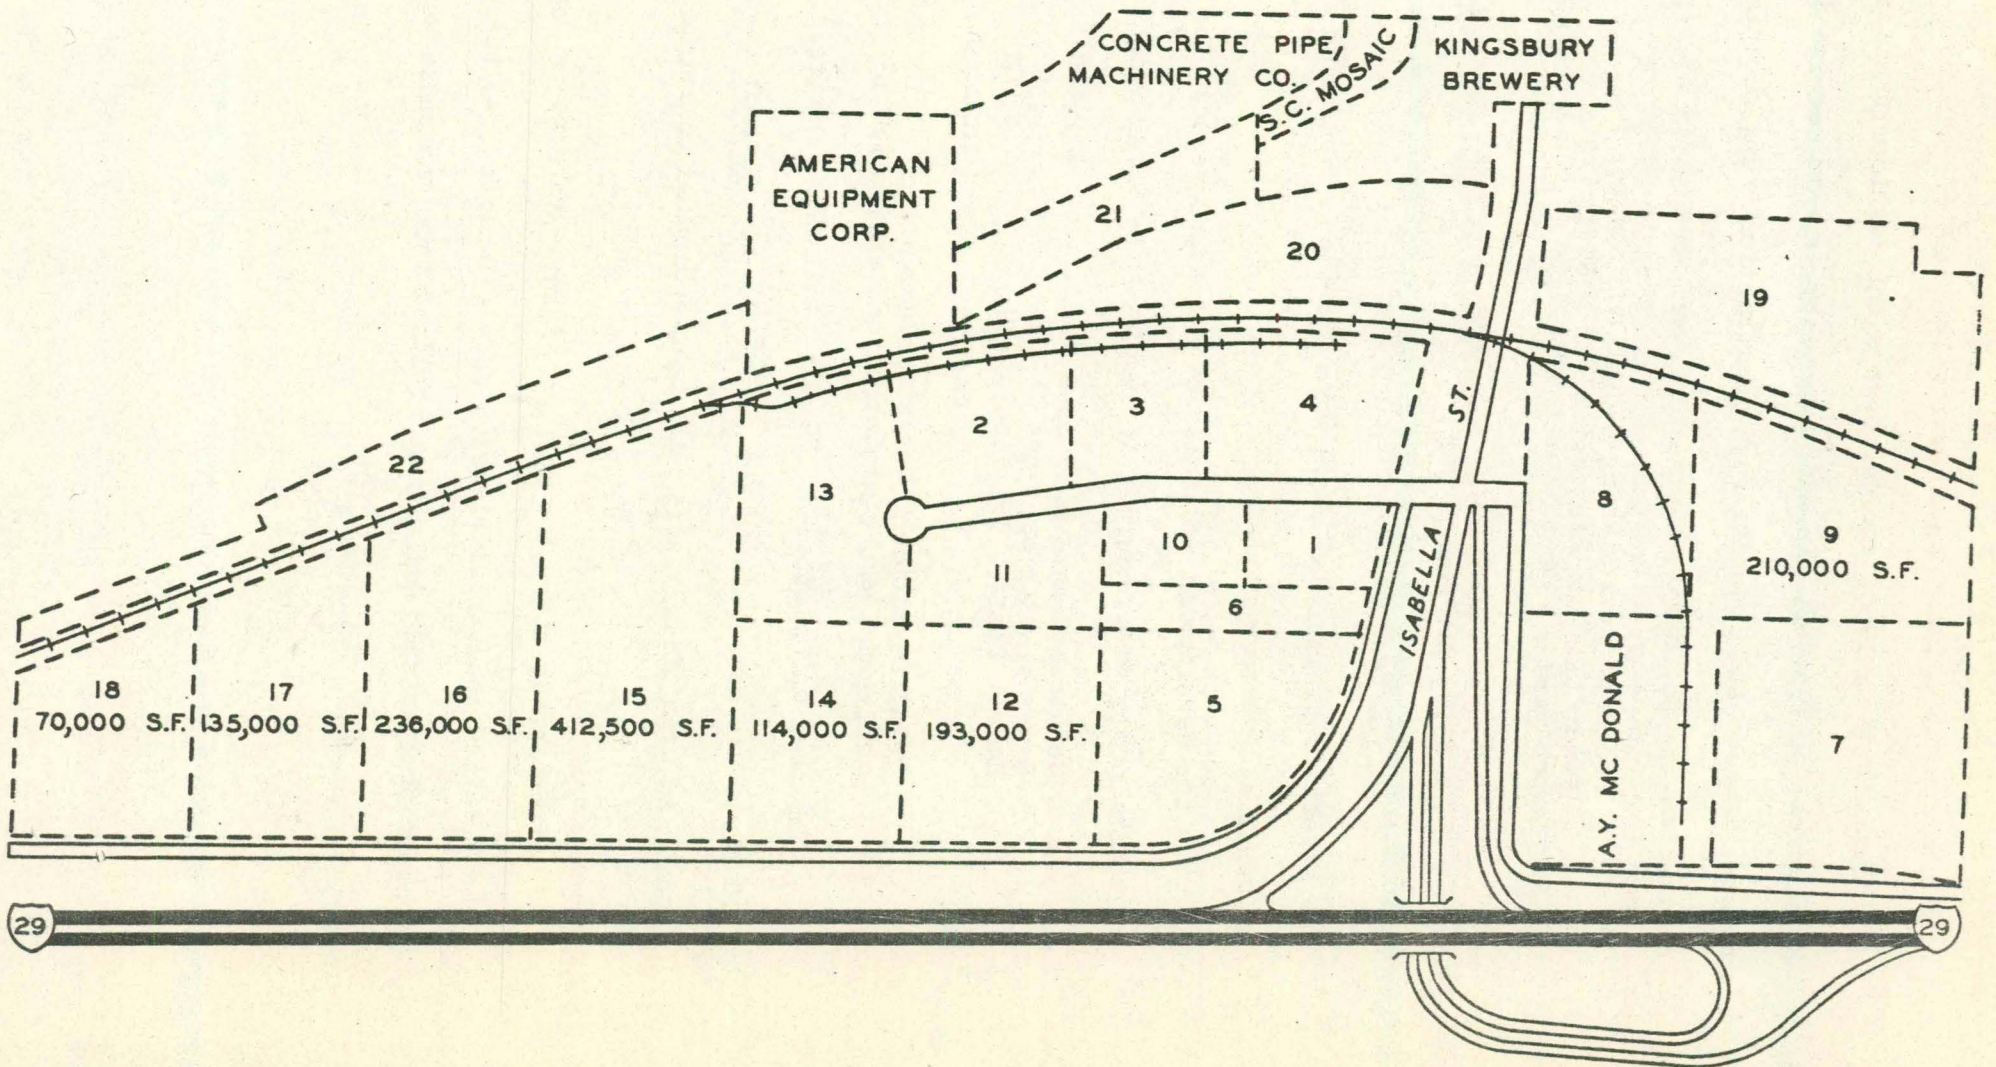 CONCRETE PIPE
MACHINERY CO.
S.C. MOSAIC
KINGSBURY
BREWERY
AMERICAN
EQUIPMENT
CORP.
21
20
19
22
13
2
3
4
ST.
8
9
210,000 S.F.
10
1
11
6
ISABELLA
18
70,000 S.F.
17
135,000 S.F.
16
236,000 S.F.
15
412,500 S.F.
14
114,000 S.F.
12
193,000 S.F.
5
A.Y. MC DONALD
7
29
29